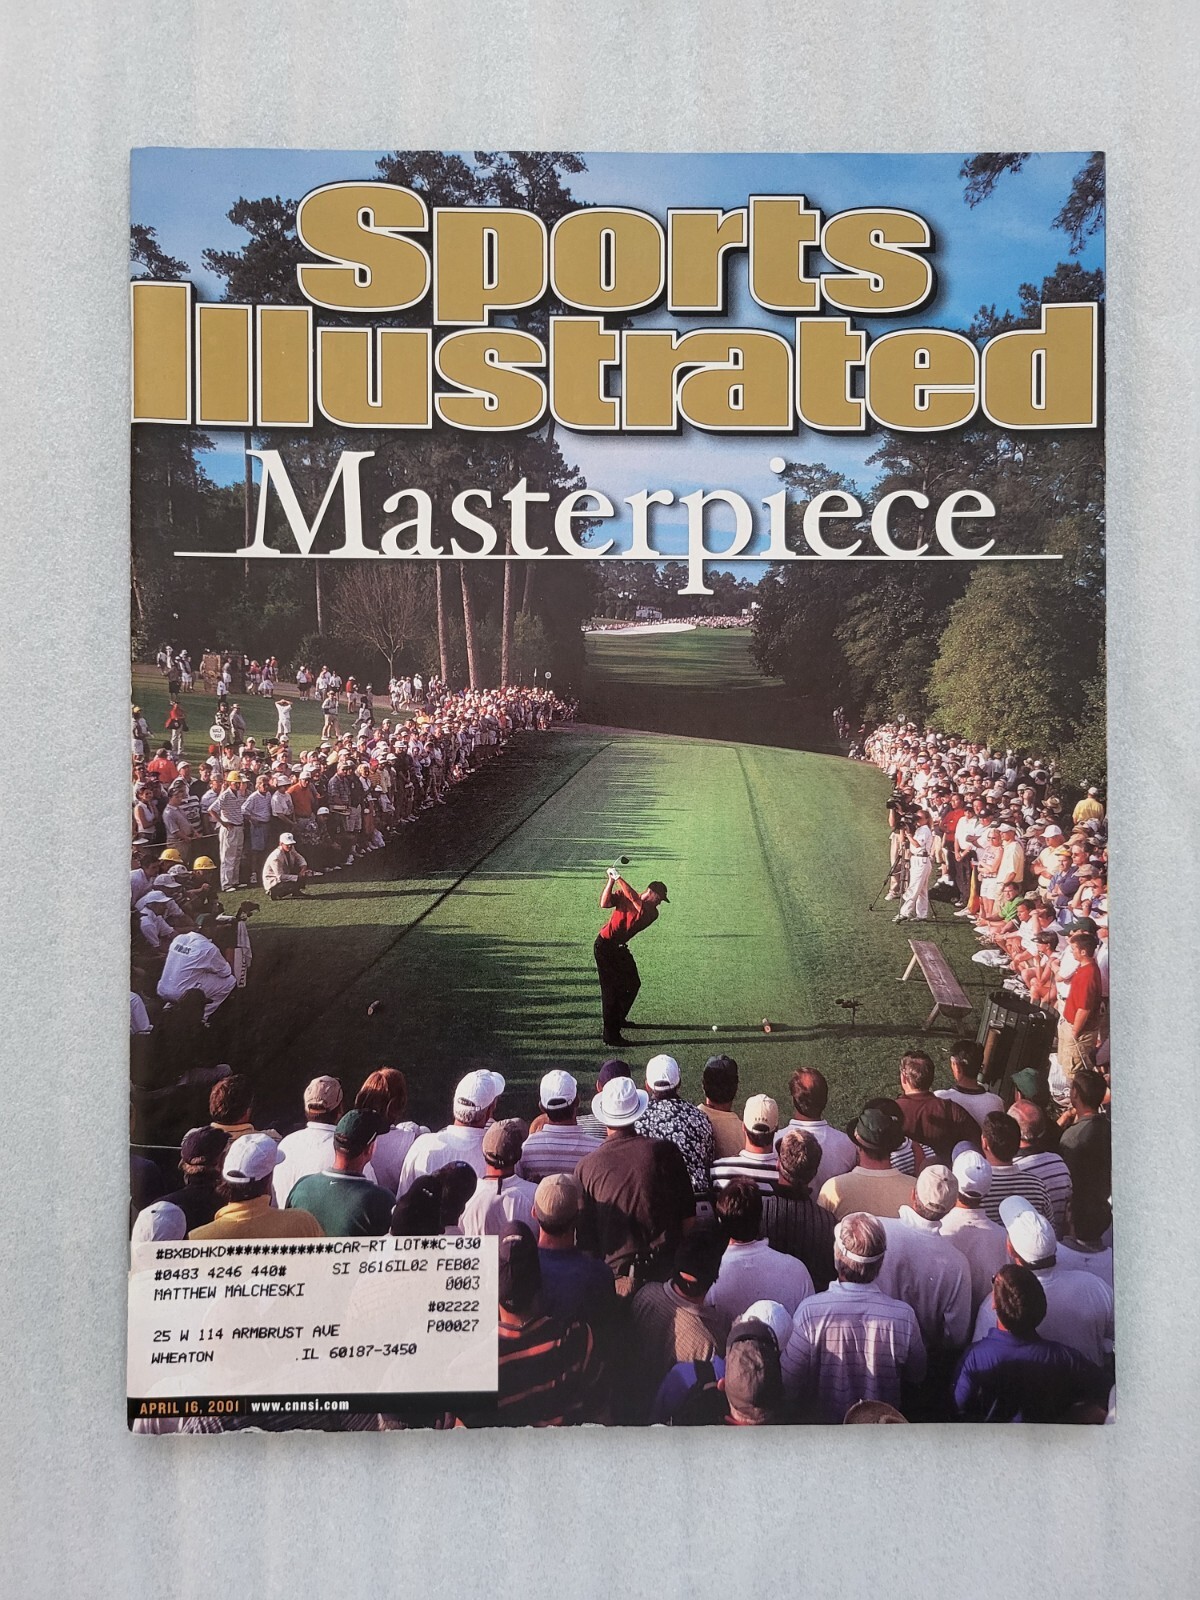 Sports
Illustrated
Masterpiece
#BXBDHKD************CAR-RT LOT**C-030
#0483 4246 440# SI 8616IL02 FEB02
MATTHEW MALCHESKI 0003
#02222
25 W 114 ARMBRUST AVE P00027
WHEATON .IL 60187-3450
APRIL 16, 2001 www.cnnsi.com